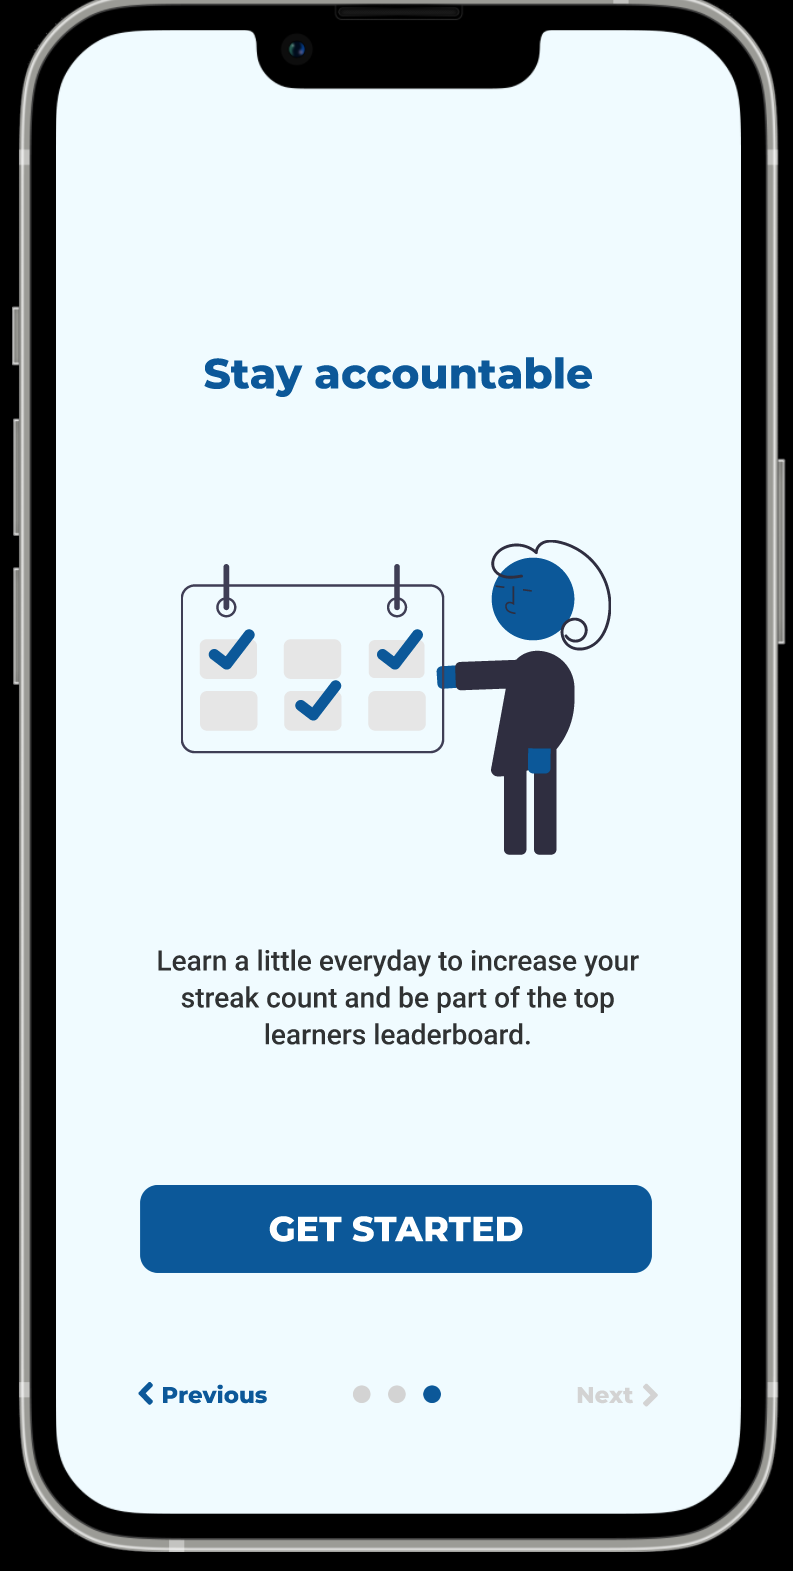 Stay accountable
Learn a little everyday to increase your
streak count and be part of the top
learners leaderboard.
GET STARTED
Previous
Next